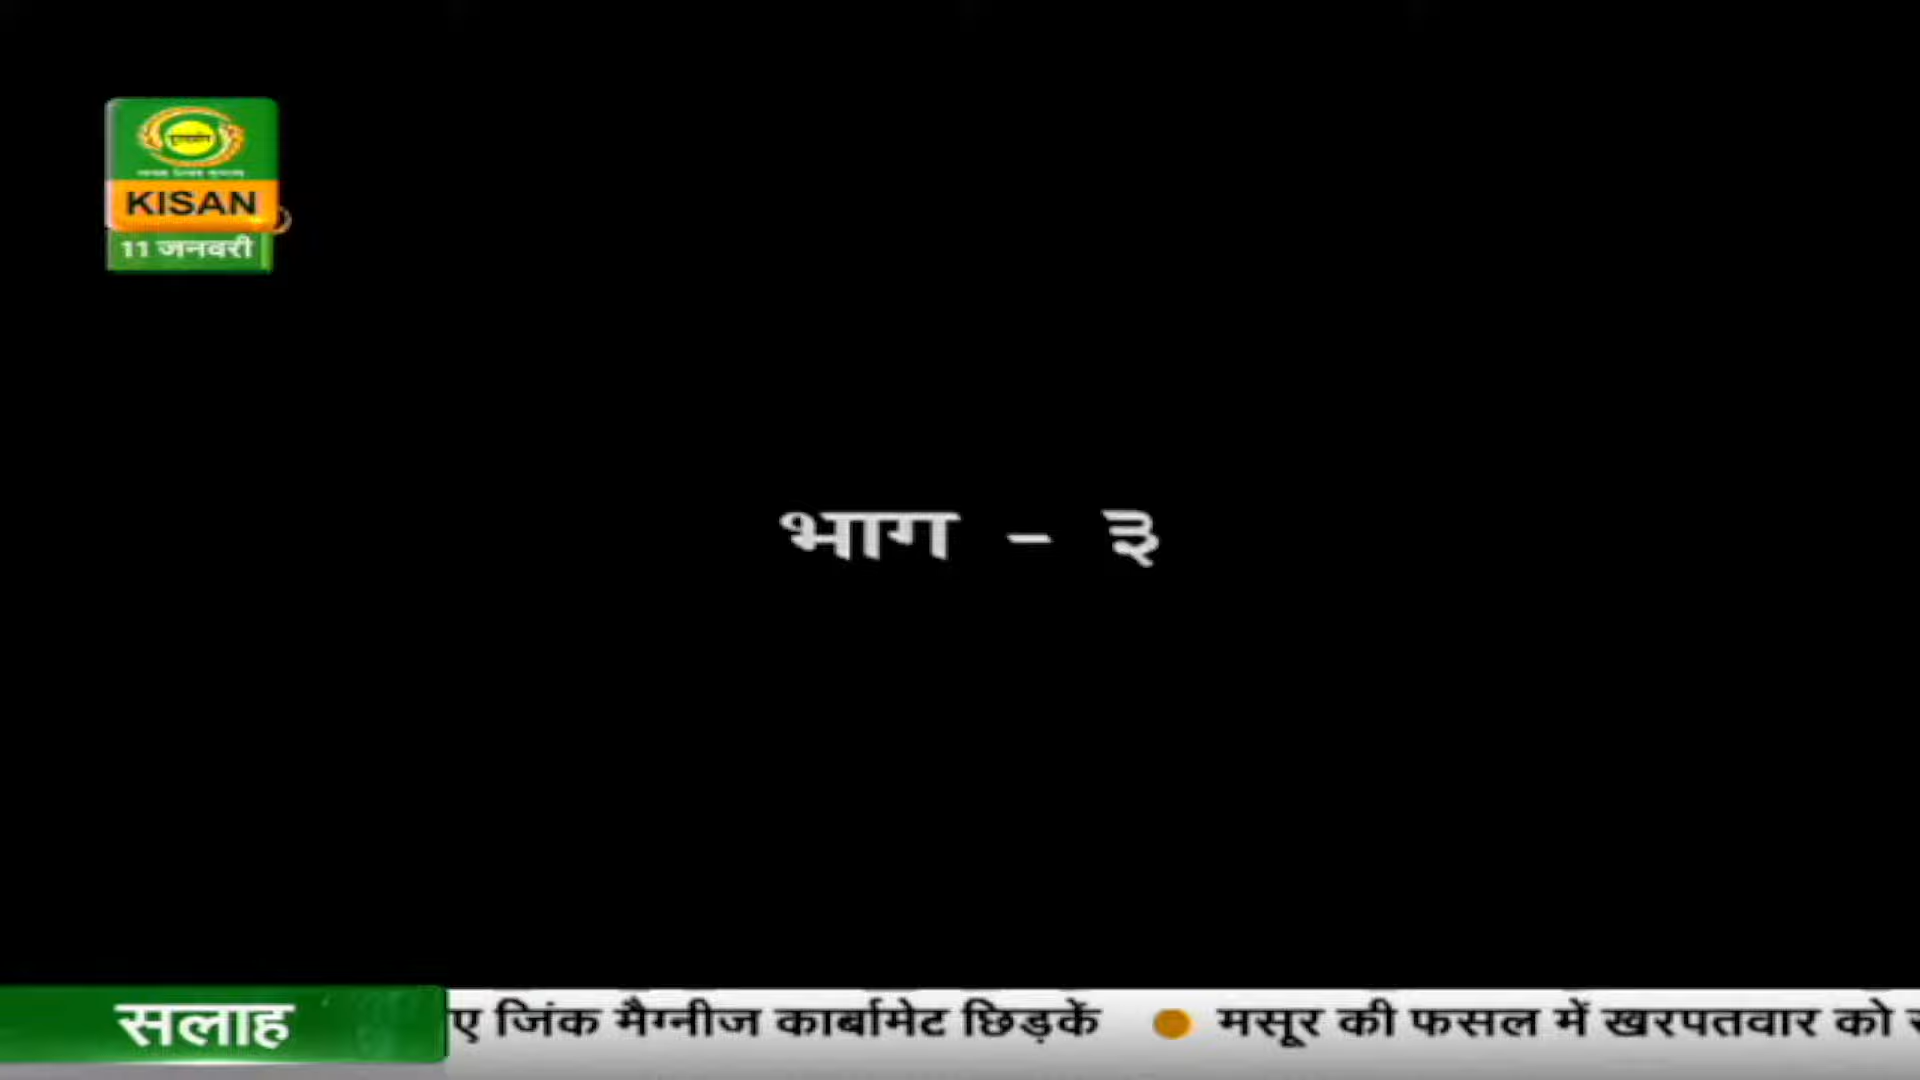 KISAN
11 जनवरी
भाग - ३
सलाह
ए जिंक मैग्नीज कार्बामेट छिड़कें
मसूर की फसल में खरपतवार को